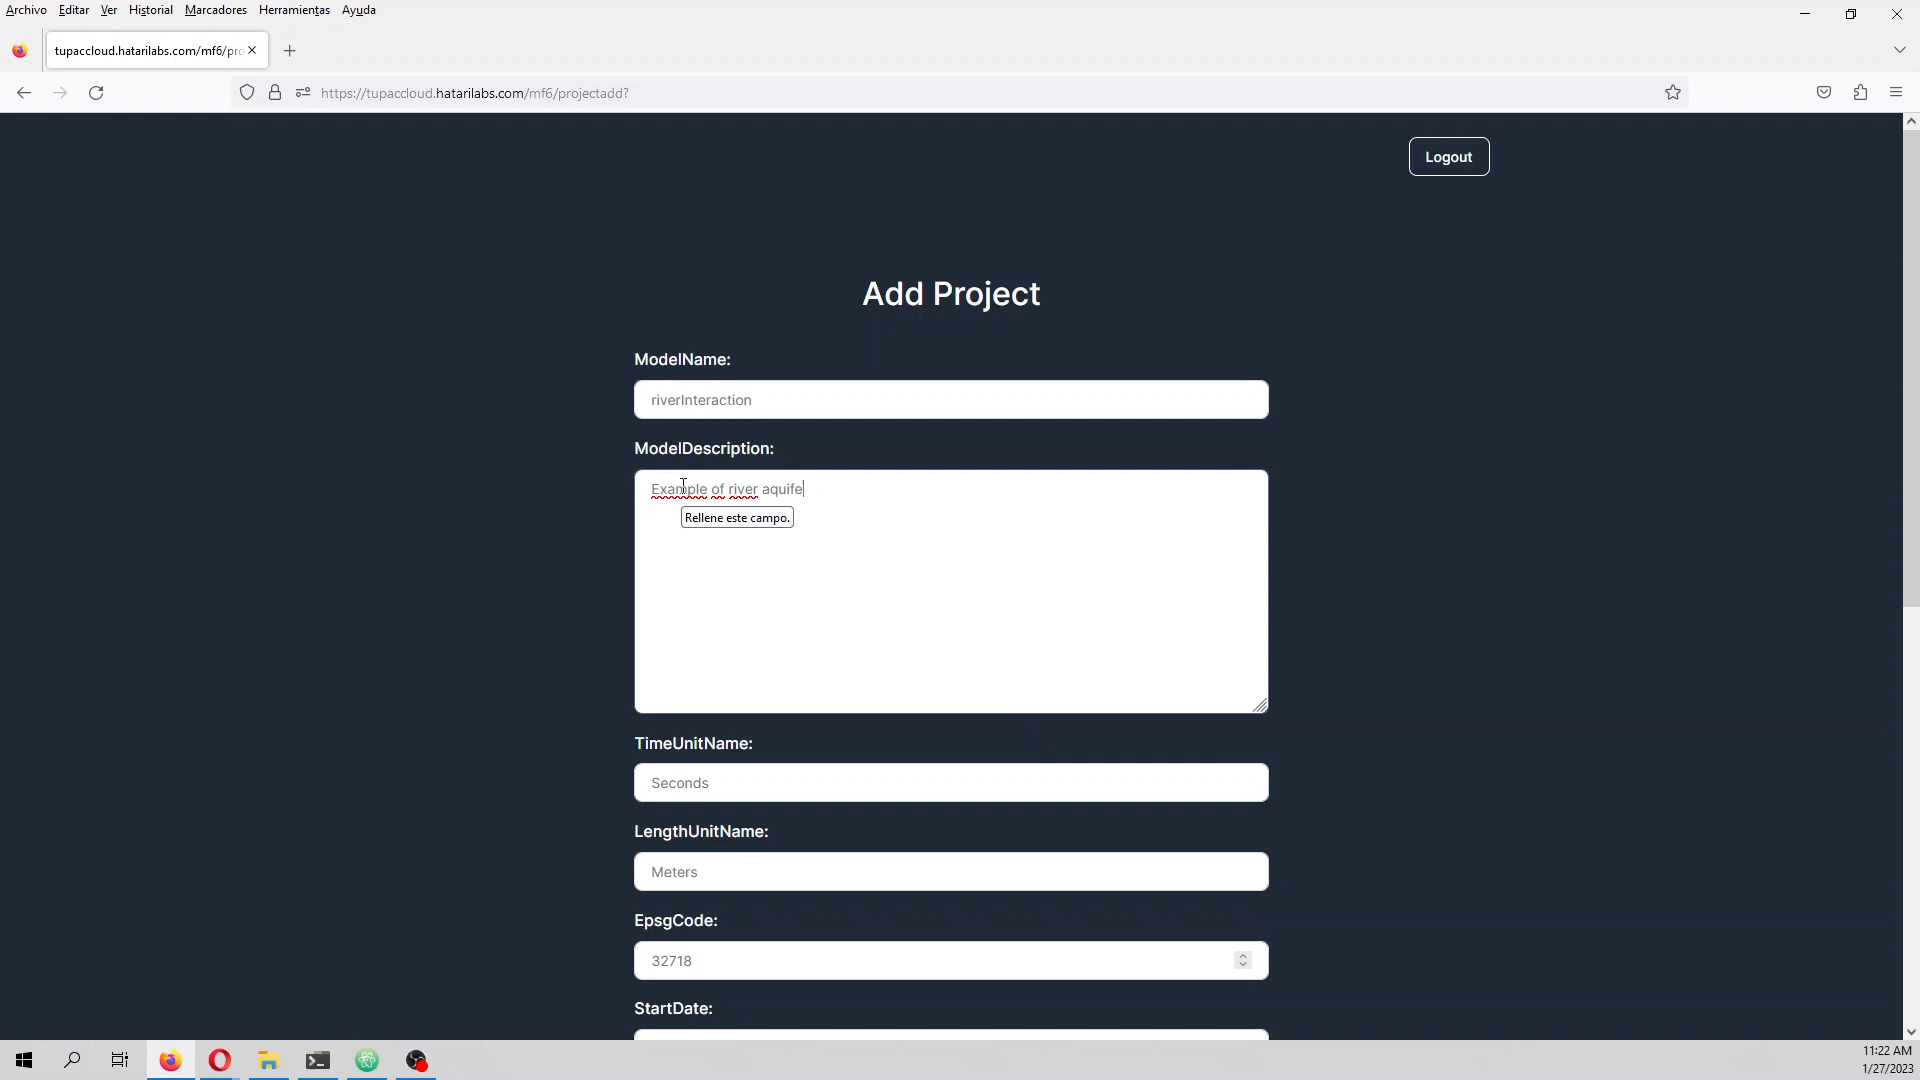 Archivo Editar Ver Historial Marcadores Herramientas Ayuda
tupaccloud.hatarilabs.com/mf6/pro
https://tupaccloud.hatarilabs.com/mf6/projectadd?
Logout
Add Project
ModelName:
riverInteraction
ModelDescription:
Example of river aquife
Rellene este campo.
TimeUnitName:
Seconds
LengthUnitName:
Meters
EpsgCode:
32718
StartDate:
11:22 AM
1/27/2023